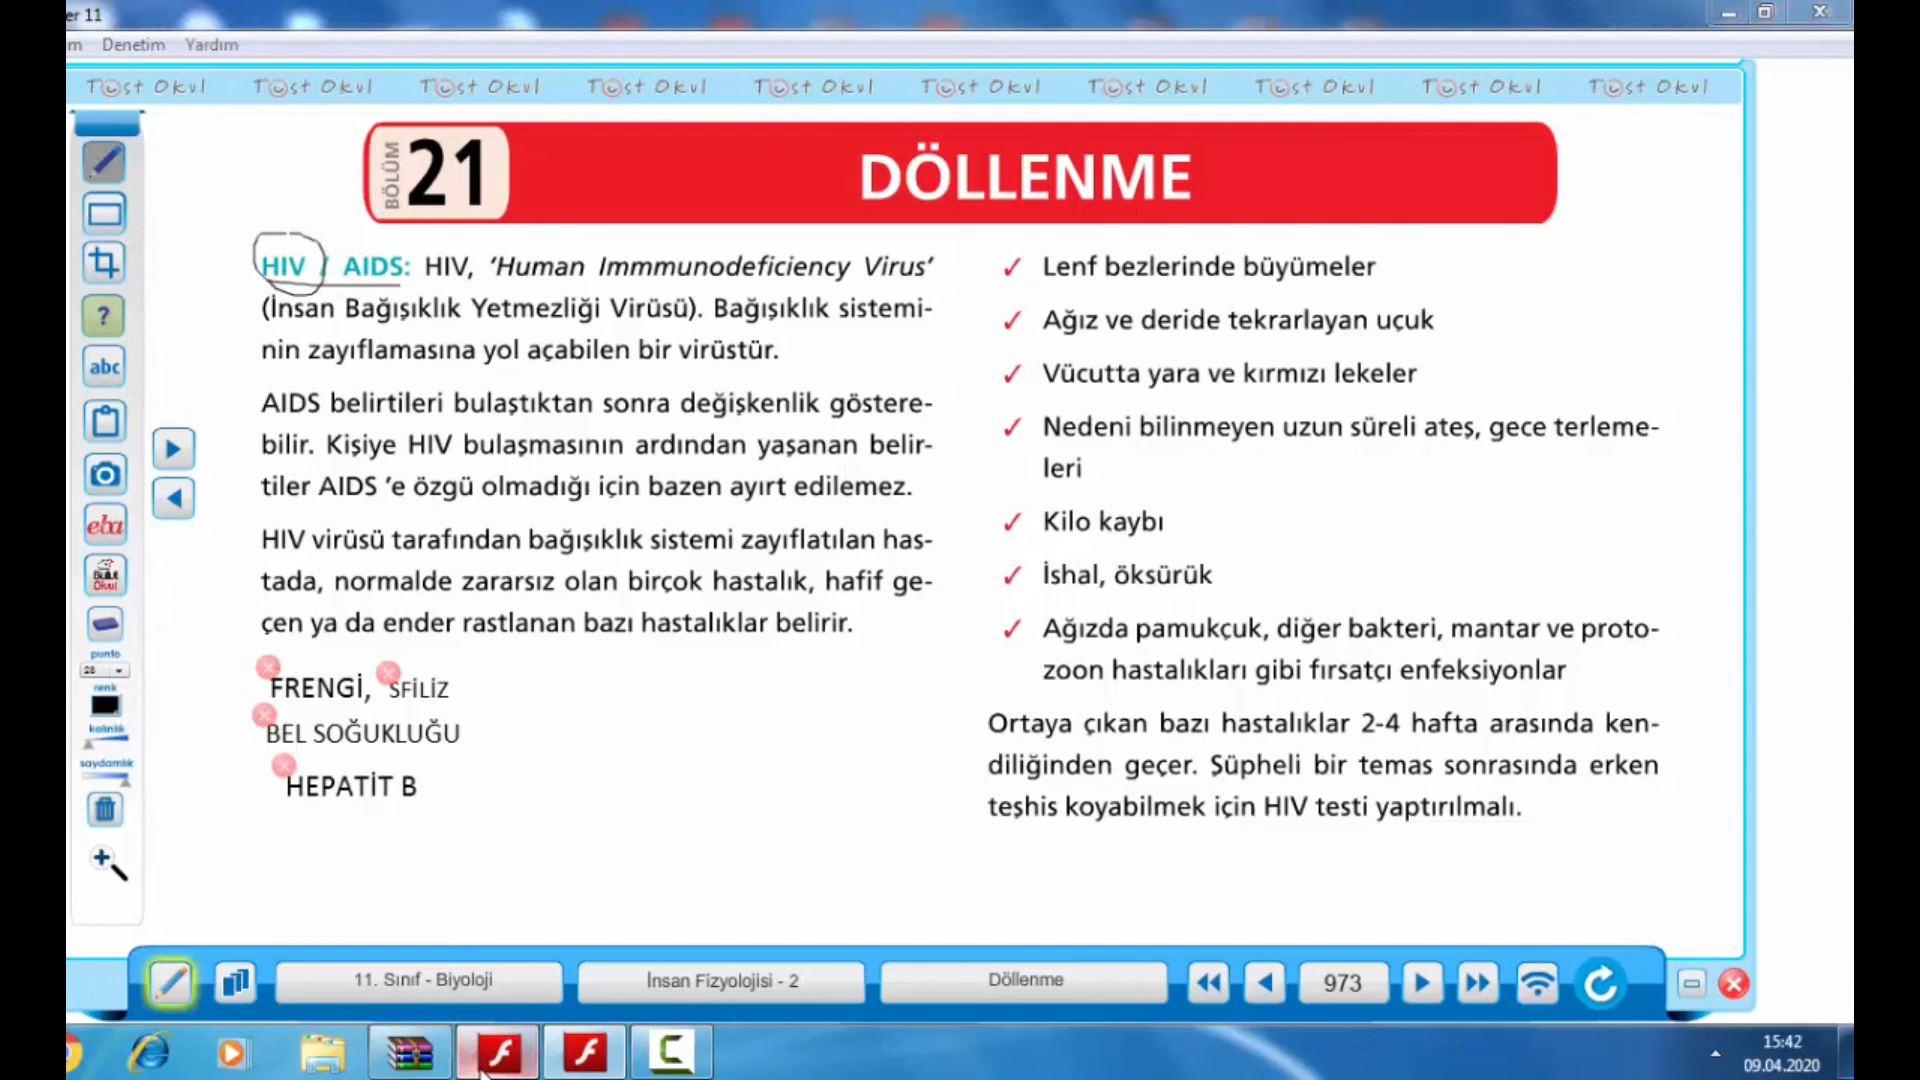 er 11
m Denetim Yardım
Test Okul Test Okul Test Okul Test Okul Test Okul Test Okul Test Okul Test Okul Test Okul Test Okul
BÖLÜM 21 DÖLLENME
HIV / AIDS: HIV, ‘Human Immmunodeficiency Virus’
(İnsan Bağışıklık Yetmezliği Virüsü). Bağışıklık sistemi-
nin zayıflamasına yol açabilen bir virüstür.
AIDS belirtileri bulaştıktan sonra değişkenlik göstere-
bilir. Kişiye HIV bulaşmasının ardından yaşanan belir-
tiler AIDS ’e özgü olmadığı için bazen ayırt edilemez.
HIV virüsü tarafından bağışıklık sistemi zayıflatılan has-
tada, normalde zararsız olan birçok hastalık, hafif ge-
çen ya da ender rastlanan bazı hastalıklar belirir.
FRENGİ, SFİLİZ
BEL SOĞUKLUĞU
HEPATİT B
✓ Lenf bezlerinde büyümeler
✓ Ağız ve deride tekrarlayan uçuk
✓ Vücutta yara ve kırmızı lekeler
✓ Nedeni bilinmeyen uzun süreli ateş, gece terleme-
leri
✓ Kilo kaybı
✓ İshal, öksürük
✓ Ağızda pamukçuk, diğer bakteri, mantar ve proto-
zoon hastalıkları gibi fırsatçı enfeksiyonlar
Ortaya çıkan bazı hastalıklar 2-4 hafta arasında ken-
diliğinden geçer. Şüpheli bir temas sonrasında erken
teşhis koyabilmek için HIV testi yaptırılmalı.
?
abc
eba
Bulut
Okul
punto
28
renk
kalınlık
saydamlık
11. Sınıf - Biyoloji İnsan Fizyolojisi - 2 Döllenme 973
15:42
09.04.2020